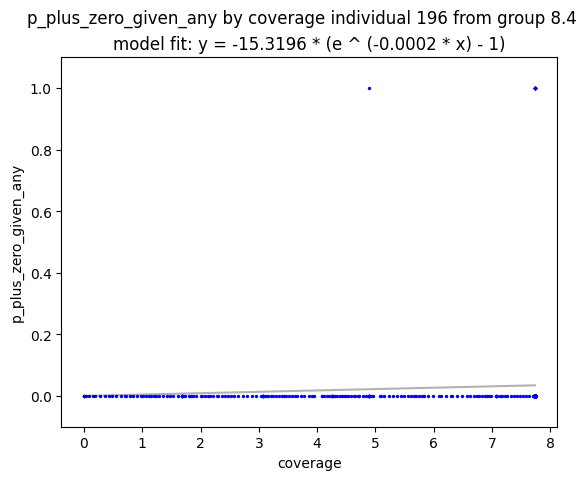 p_plus_zero_given_any by coverage individual 196 from group 8.4
model fit: y = -15.3196 * (e ^ (-0.0002 * x) - 1)
1.0
0.8
0.6
0.4
0.2
0.0
p_plus_zero_given_any
0 1 2 3 4 5 6 7 8
coverage